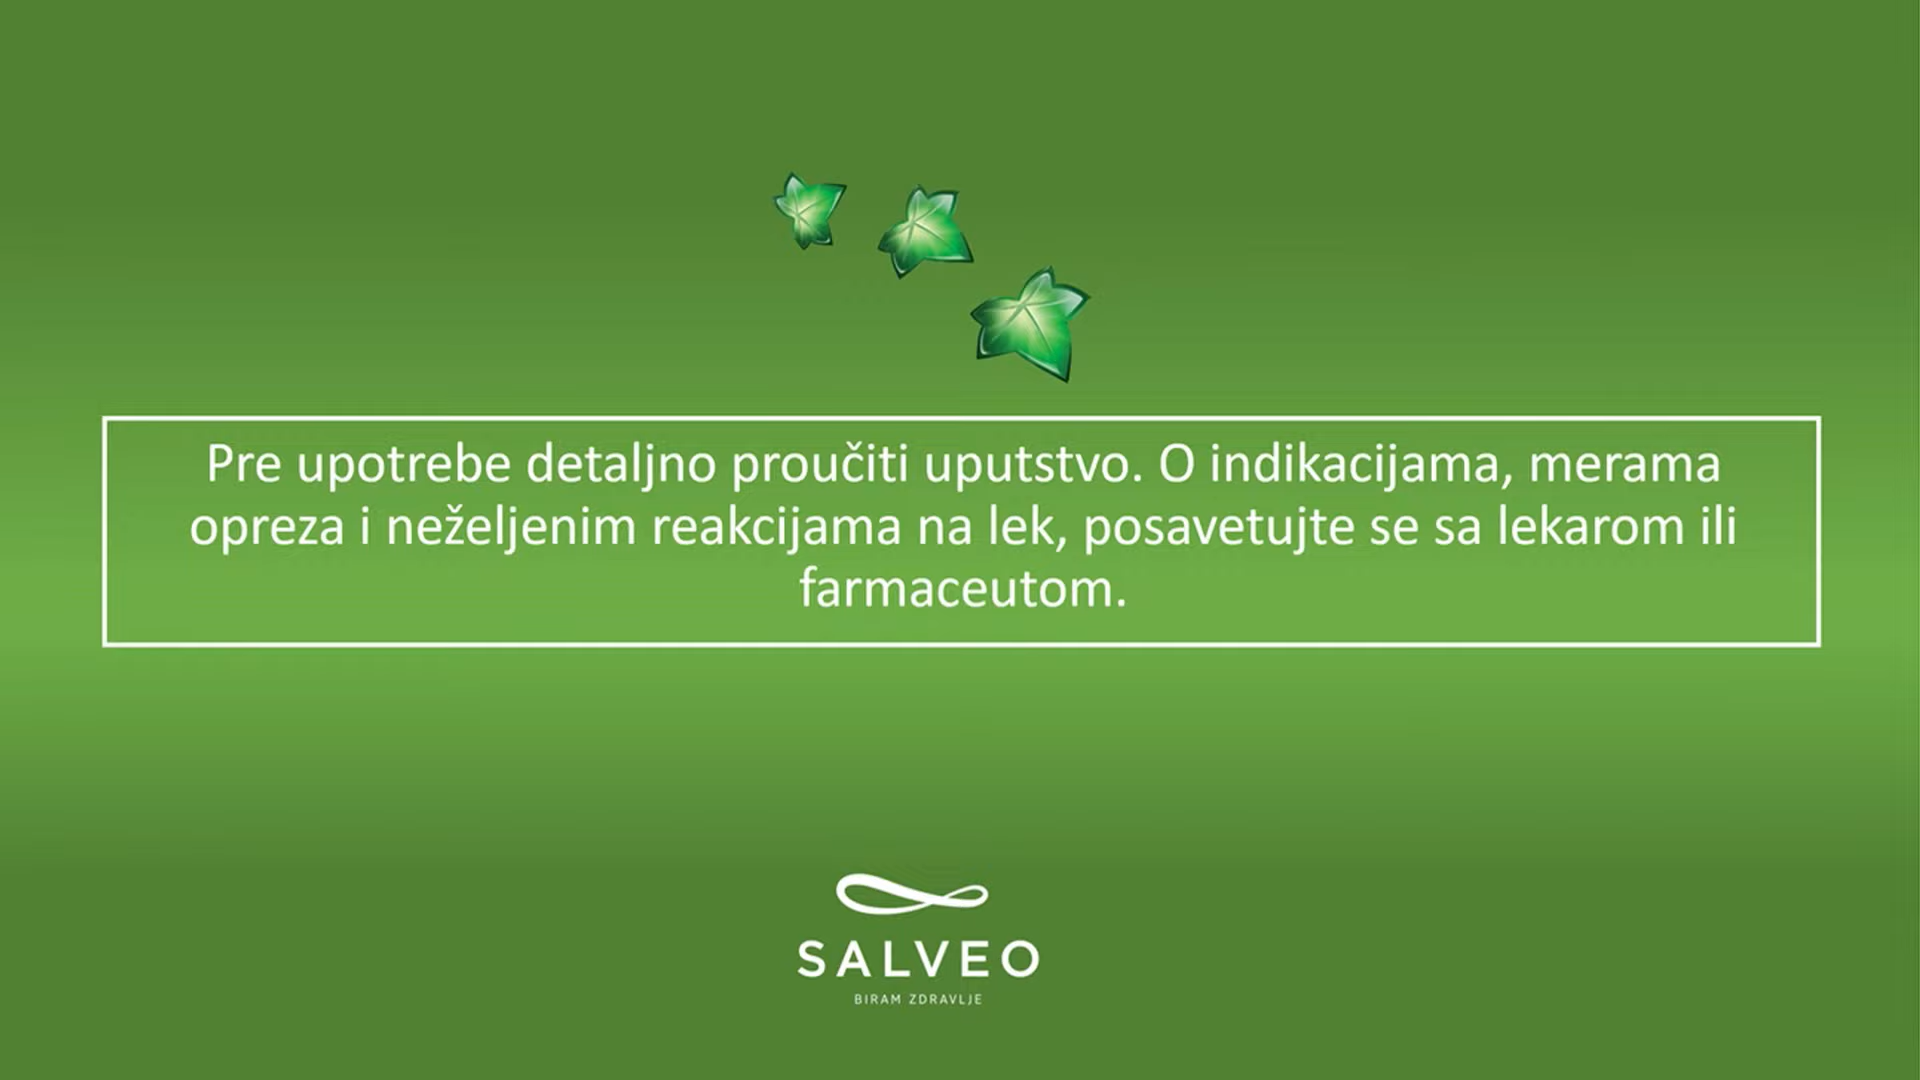 Pre upotrebe detaljno proučiti uputstvo. O indikacijama, merama
opreza i neželjenim reakcijama na lek, posavetujte se sa lekarom ili
farmaceutom.
SALVEO
BIRAM ZDRAVLJE